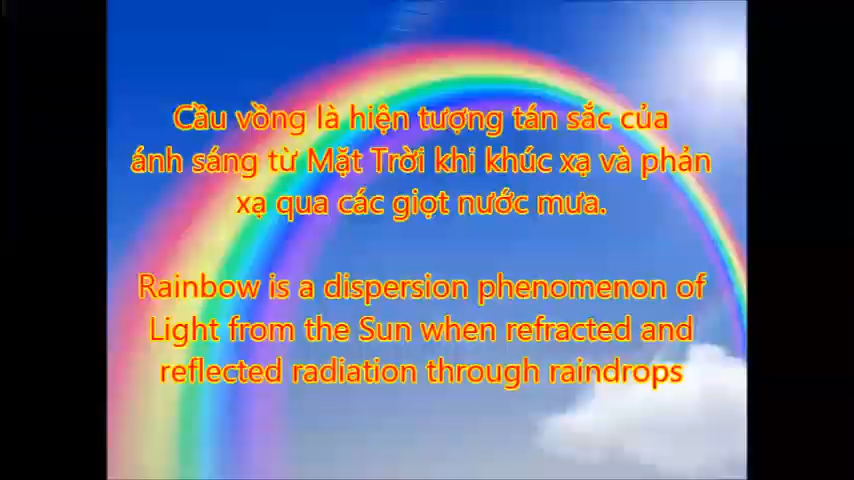 Cầu vồng là hiện tượng tán sắc của
ánh sáng từ Mặt Trời khi khúc xạ và phản
xạ qua các giọt nước mưa.
Rainbow is a dispersion phenomenon of
Light from the Sun when refracted and
reflected radiation through raindrops